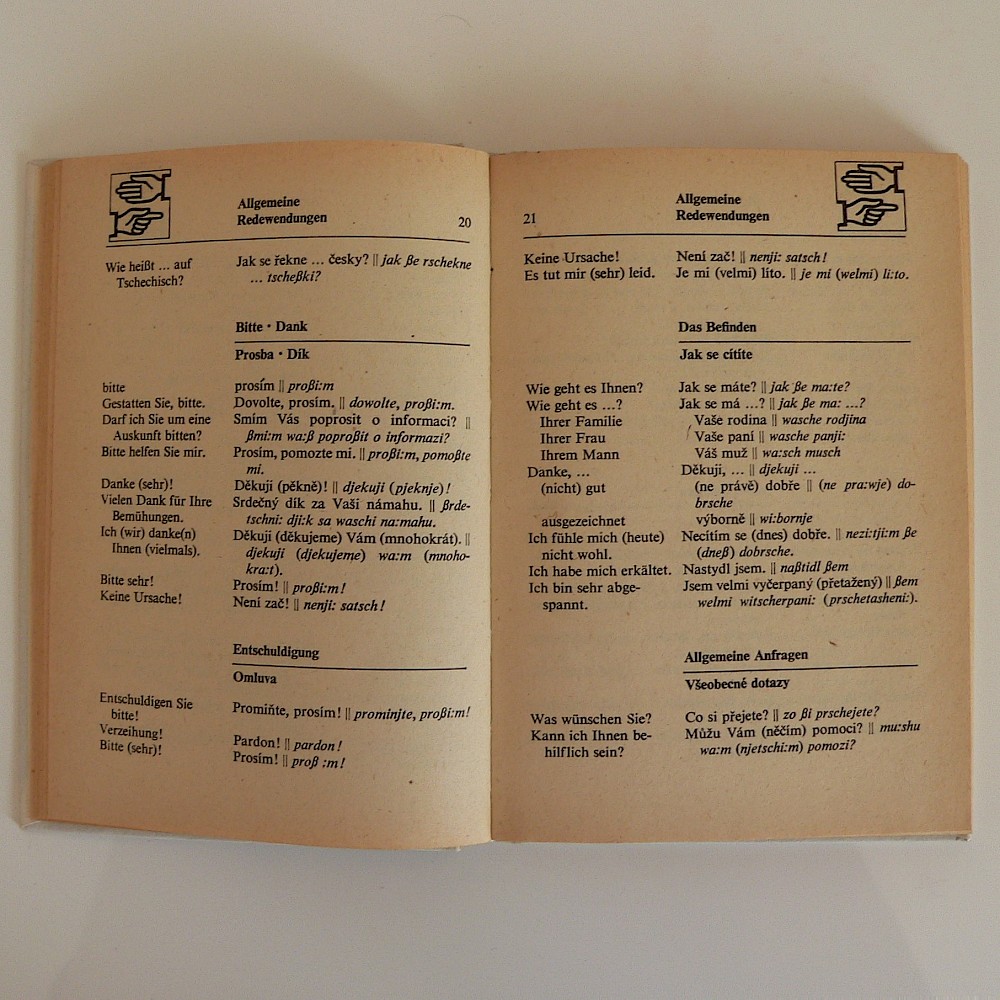 Allgemeine
Redewendungen 20
Wie heißt ... auf Jak se řekne ... česky? || jak ße rschekne
Tschechisch? ... tscheßki?
Bitte · Dank
Prosba · Dík
bitte prosím || proßi:m
Gestatten Sie, bitte. Dovolte, prosím. || dowolte, proßi:m.
Darf ich Sie um eine Smím Vás poprosit o informaci? ||
Auskunft bitten? ßmi:m wa:ß poproßit o informazi?
Bitte helfen Sie mir. Prosím, pomozte mi. || proßi:m, pomoßte
mi.
Danke (sehr)! Děkuji (pěkně)! || djekuji (pjeknje)!
Vielen Dank für Ihre Srdečný dík za Vaši námahu. || ßrde-
Bemühungen. tschni: dji:k sa waschi na:mahu.
Ich (wir) danke(n) Děkuji (děkujeme) Vám (mnohokrát). ||
Ihnen (vielmals). djekuji (djekujeme) wa:m (mnoho-
kra:t).
Bitte sehr! Prosím! || proßi:m!
Keine Ursache! Není zač! || nenji: satsch!
Entschuldigung
Omluva
Entschuldigen Sie Promiňte, prosím! || prominjte, proßi:m!
bitte!
Verzeihung! Pardon! || pardon!
Bitte (sehr)! Prosím! || proß :m!
21 Allgemeine
Redewendungen
Keine Ursache! Není zač! || nenji: satsch!
Es tut mir (sehr) leid. Je mi (velmi) líto. || je mi (welmi) li:to.
Das Befinden
Jak se cítíte
Wie geht es Ihnen? Jak se máte? || jak ße ma:te?
Wie geht es ...? Jak se má ...? || jak ße ma: ...?
Ihrer Familie Vaše rodina || wasche rodjina
Ihrer Frau Vaše paní || wasche panji:
Ihrem Mann Váš muž || wa:sch musch
Danke, ... Děkuji, ... || djekuji ...
(nicht) gut (ne právě) dobře || (ne pra:wje) do-
brsche
ausgezeichnet výborně || wi:bornje
Ich fühle mich (heute) Necítím se (dnes) dobře. || nezi:tji:m ße
nicht wohl. (dneß) dobrsche.
Ich habe mich erkältet. Nastydl jsem. || naßtidl ßem
Ich bin sehr abge- Jsem velmi vyčerpaný (přetažený) || ßem
spannt. welmi witscherpani: (prschetasheni:).
Allgemeine Anfragen
Všeobecné dotazy
Was wünschen Sie? Co si přejete? || zo ßi prschejete?
Kann ich Ihnen be- Můžu Vám (něčím) pomoci? || mu:shu
hilflich sein? wa:m (njetschi:m) pomozi?